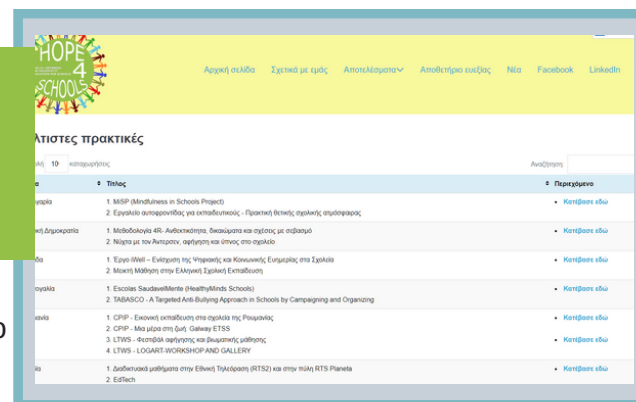 HOPE
4
SCHOOLS
Αρχική σελίδα Σχετικά με εμάς Αποτελέσματα Αποθετήριο ευεξίας Νέα Facebook LinkedIn
λτιστες πρακτικές
10 καταχωρήσεις Αναζήτηση:
Τίτλος Περιεχόμενο
γαρία 1. MiSP (Mindfulness in Schools Project) Κατέβασε εδώ
2. Εργαλείο αυτοφροντίδας για εκπαιδευτικούς - Πρακτική θετικής σχολικής ατμόσφαιρας
ική Δημοκρατία 1. Μεθοδολογία 4R- Ανθεκτικότητα, δικαιώματα και σχέσεις με σεβασμό Κατέβασε εδώ
2. Νύχτα με τον Άντερσεν, αφήγηση και ύπνος στο σχολείο
δα 1. Έργο iWell – Ενίσχυση της Ψηφιακής και Κοινωνικής Ευημερίας στα Σχολεία Κατέβασε εδώ
2. Μεικτή Μάθηση στην Ελληνική Σχολική Εκπαίδευση
ογαλία 1. Escolas SaudavelMente (HealthyMinds Schools) Κατέβασε εδώ
2. TABASCO - A Targeted Anti-Bullying Approach in Schools by Campaigning and Organizing
μανία 1. CPIP - Εικονική εκπαίδευση στα σχολεία της Ρουμανίας Κατέβασε εδώ
2. CPIP - Μια μέρα στη ζωή: Galway ETSS
3. LTWS - Φεστιβάλ αφήγησης και βιωματικής μάθησης Κατέβασε εδώ
4. LTWS - LOGART-WORKSHOP AND GALLERY
ία 1. Διαδικτυακά μαθήματα στην Εθνική Τηλεόραση (RTS2) και στην πύλη RTS Planeta Κατέβασε εδώ
2. EdTech